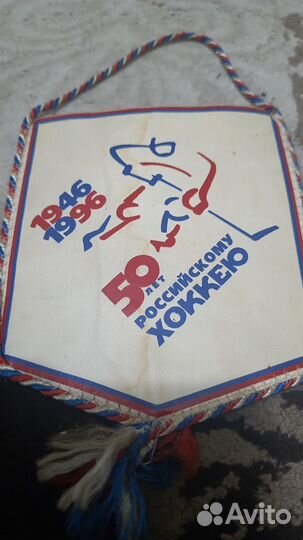 1946
1996
50
ЛЕТ
РОССИЙСКОМУ
ХОККЕЮ
Avito